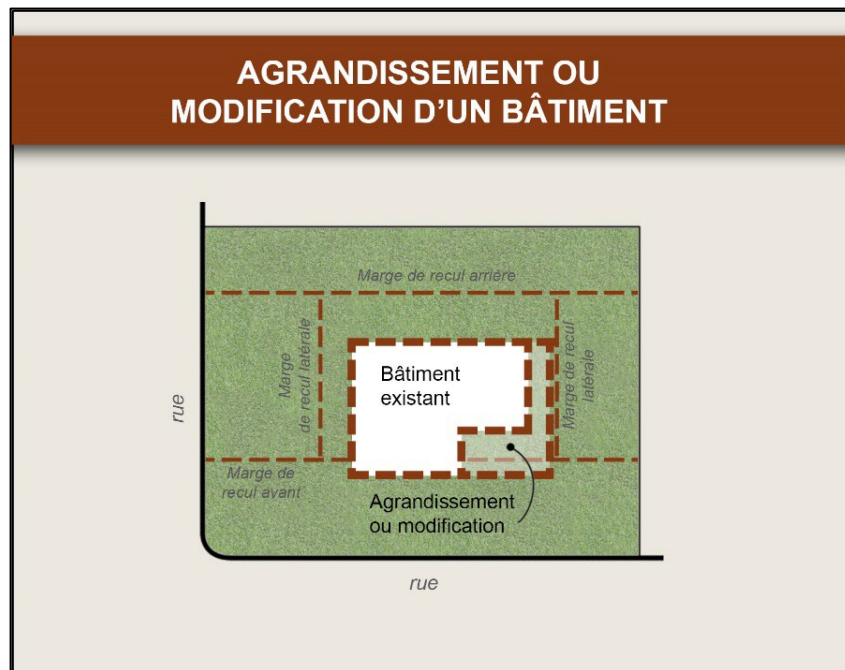 AGRANDISSEMENT OU
MODIFICATION D'UN BÂTIMENT
Marge de recul arrière
Marge
de recul latérale
Bâtiment
existant
Marge de recul
latérale
rue
Marge de
recul avant
Agrandissement
ou modification
rue